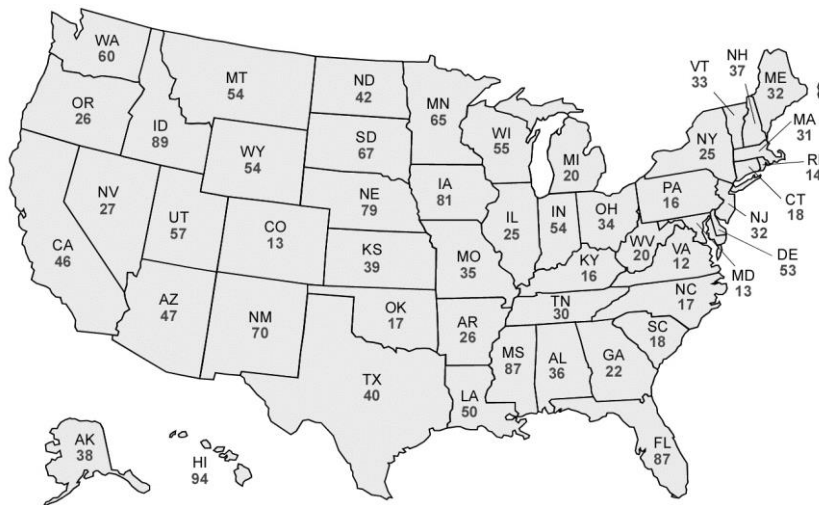 WA
60
OR
26
CA
46
NV
27
ID
89
MT
54
WY
54
UT
57
AZ
47
CO
13
NM
70
ND
42
SD
67
NE
79
KS
39
OK
17
TX
40
MN
65
IA
81
MO
35
AR
26
LA
50
WI
55
IL
25
MI
20
IN
54
OH
34
KY
16
TN
30
MS
87
AL
36
GA
22
FL
87
SC
18
NC
17
VA
12
WV
20
PA
16
NY
25
VT
33
NH
37
ME
32
MA
31
RI
14
CT
18
NJ
32
DE
53
MD
13
AK
38
HI
94